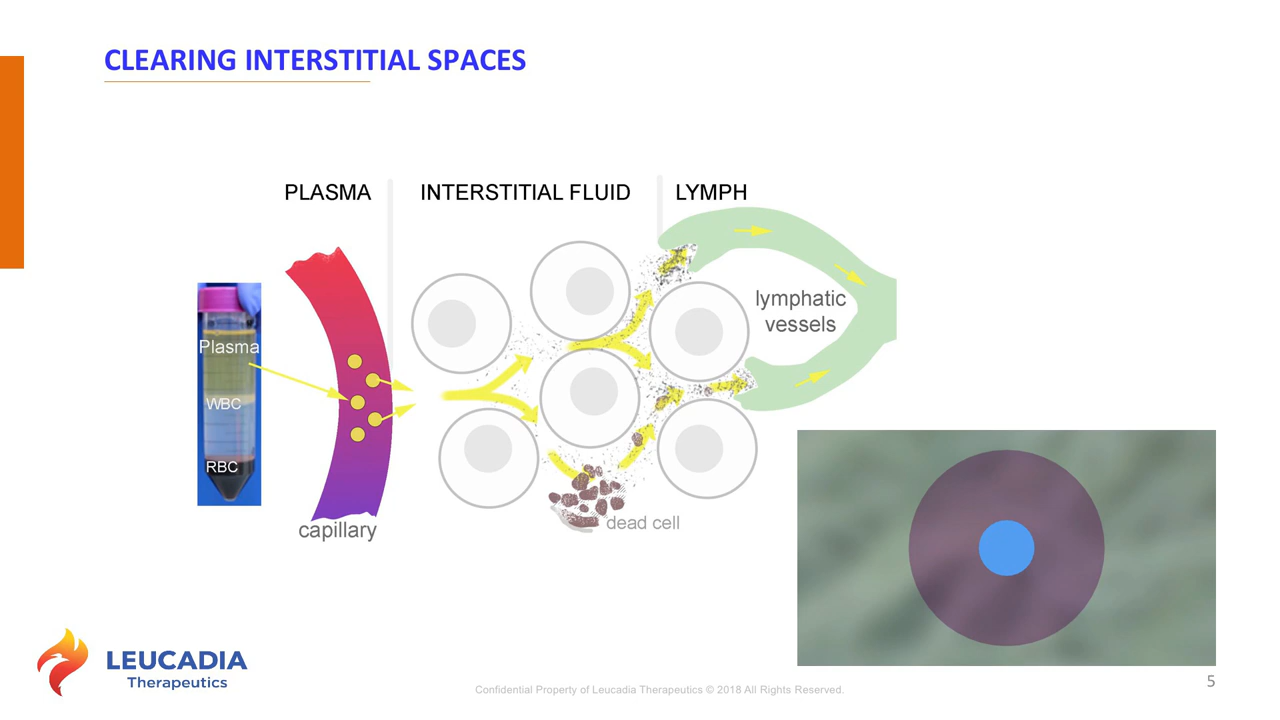 CLEARING INTERSTITIAL SPACES
PLASMA
INTERSTITIAL FLUID
LYMPH
Plasma
WBC
RBC
capillary
lymphatic
vessels
dead cell
LEUCADIA
Therapeutics
Confidential Property of Leucadia Therapeutics © 2018 All Rights Reserved.
5